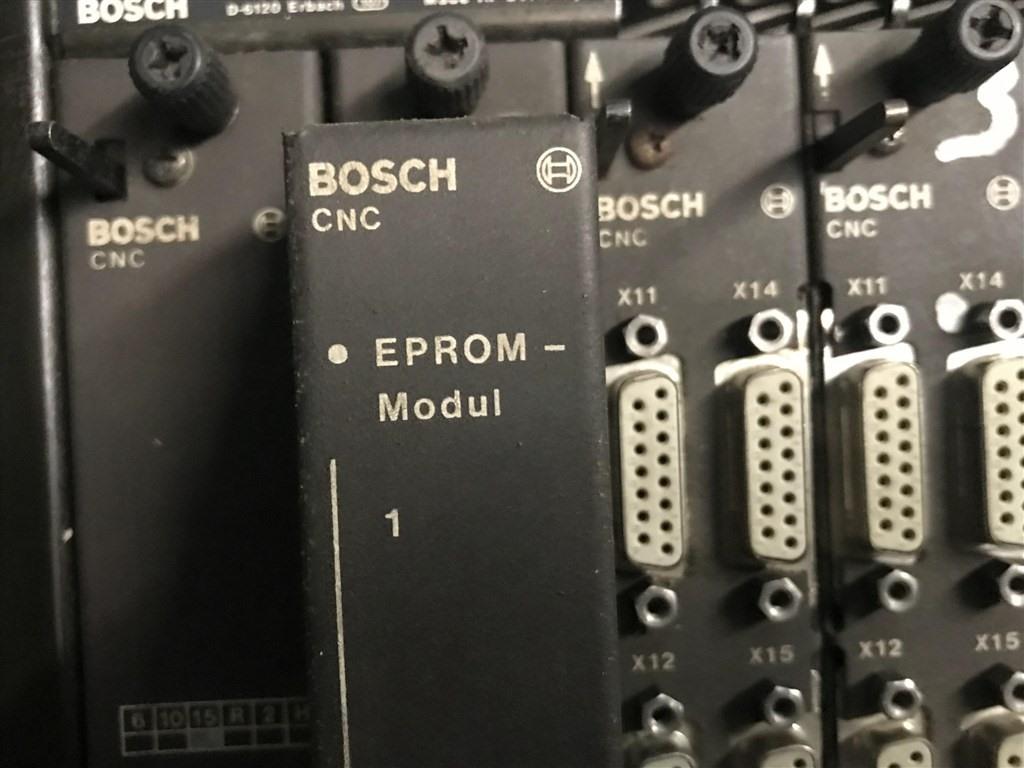 BOSCH
D-6120 Erbach
BOSCH
CNC
BOSCH
CNC
EPROM-
Modul
1
BOSCH
CNC
X11 X14
X12 X15
BOSCH
CNC
X11 X14
X12 X15
6 10 15 R 2 H